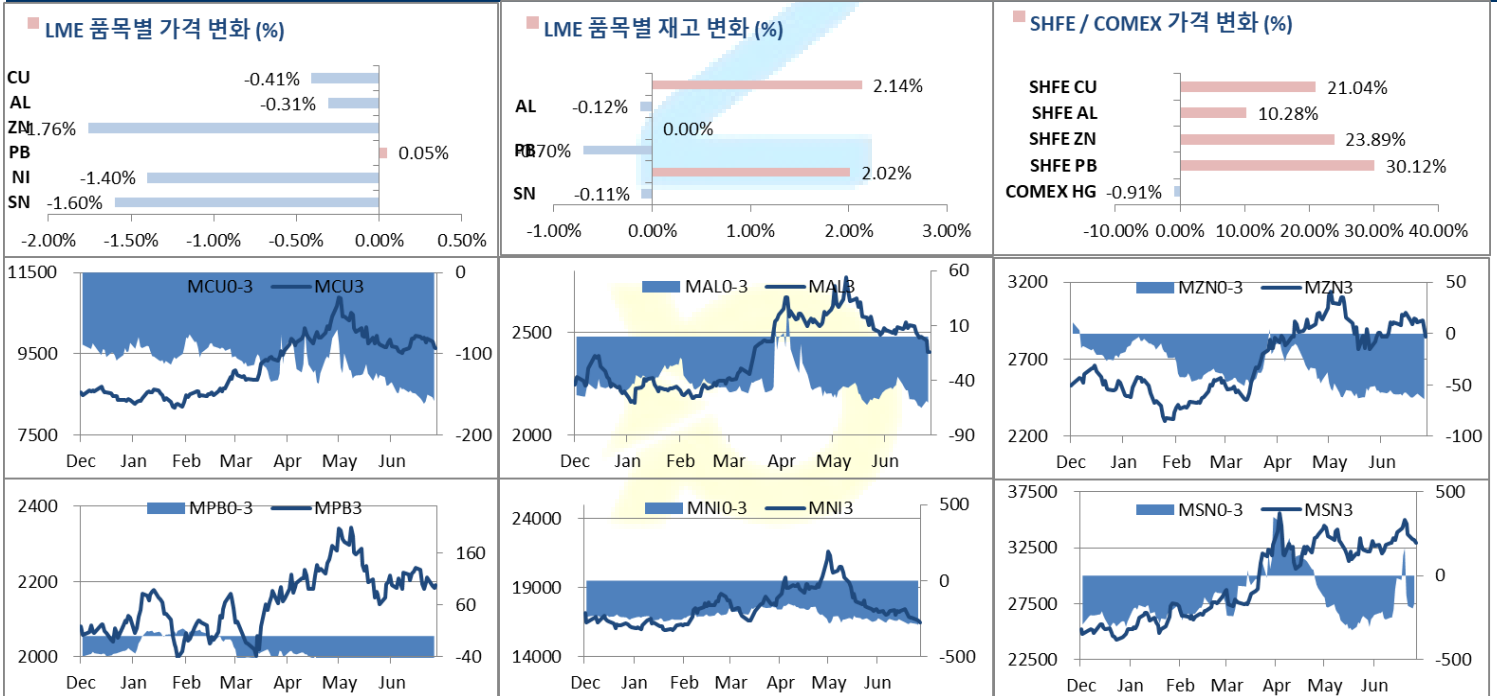 LME 품목별 가격 변화 (%)
CU
-0.41%
AL
-0.31%
ZN
-1.76%
PB
0.05%
NI
-1.40%
SN
-1.60%
-2.00% -1.50% -1.00% -0.50% 0.00% 0.50%
LME 품목별 재고 변화 (%)
2.14%
AL
-0.12%
0.00%
PB
-0.70%
2.02%
SN
-0.11%
-1.00% 0.00% 1.00% 2.00% 3.00%
SHFE / COMEX 가격 변화 (%)
SHFE CU
21.04%
SHFE AL
10.28%
SHFE ZN
23.89%
SHFE PB
30.12%
COMEX HG
-0.91%
-10.00% 0.00% 10.00% 20.00% 30.00% 40.00%
MCU0-3 MCU3
11500
9500
7500
0
-100
-200
Dec Jan Feb Mar Apr May Jun
MAL0-3 MAL3
2500
2000
60
10
-40
-90
Dec Jan Feb Mar Apr May Jun
MZN0-3 MZN3
3200
2700
2200
50
0
-50
-100
Dec Jan Feb Mar Apr May Jun
MPB0-3 MPB3
2400
2200
2000
160
60
-40
Dec Jan Feb Mar Apr May Jun
MNI0-3 MNI3
24000
19000
14000
500
0
-500
Dec Jan Feb Mar Apr May Jun
MSN0-3 MSN3
37500
32500
27500
22500
500
0
-500
Dec Jan Feb Mar Apr May Jun